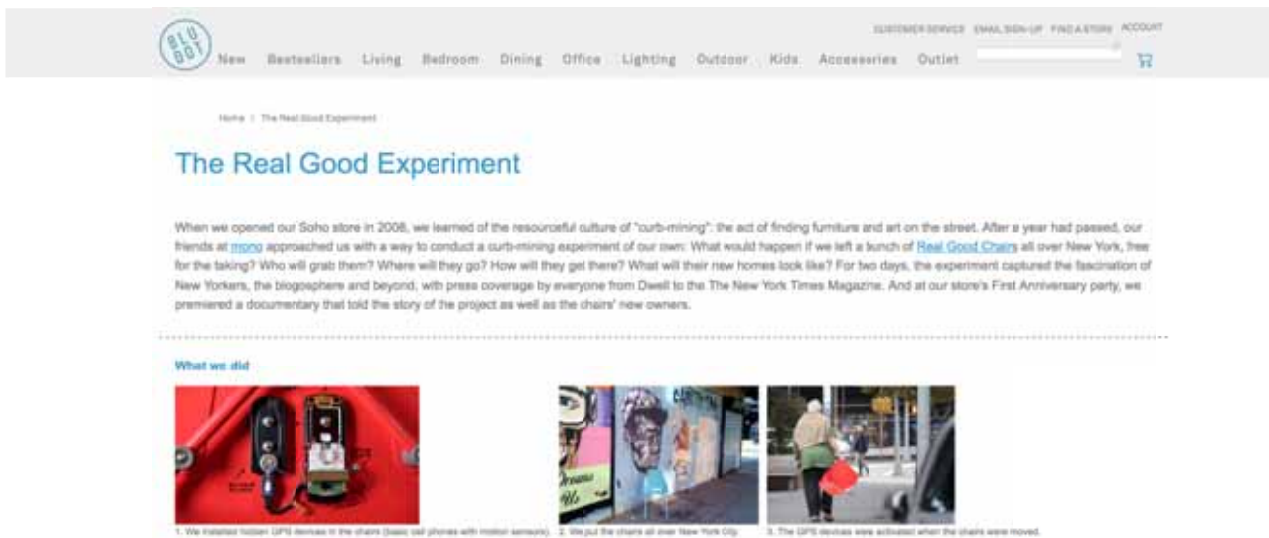 BLU DOT
CUSTOMER SERVICE EMAIL SIGN-UP FIND A STORE ACCOUNT
New Bestsellers Living Bedroom Dining Office Lighting Outdoor Kids Accessories Outlet
Home / The Real Good Experiment
The Real Good Experiment
When we opened our Soho store in 2008, we learned of the resourceful culture of "curb-mining": the act of finding furniture and art on the street. After a year had passed, our
friends at mono approached us with a way to conduct a curb-mining experiment of our own: What would happen if we left a bunch of Real Good Chairs all over New York, free
for the taking? Who will grab them? Where will they go? How will they get there? What will their new homes look like? For two days, the experiment captured the fascination of
New Yorkers, the blogosphere and beyond, with press coverage by everyone from Dwell to the The New York Times Magazine. And at our store's First Anniversary party, we
premiered a documentary that told the story of the project as well as the chairs' new owners.
What we did
Dreams
Us
1. We installed hidden GPS devices in the chairs (basic cell phones with motion sensors). 2. We put the chairs all over New York City. 3. The GPS devices were activated when the chairs were moved.